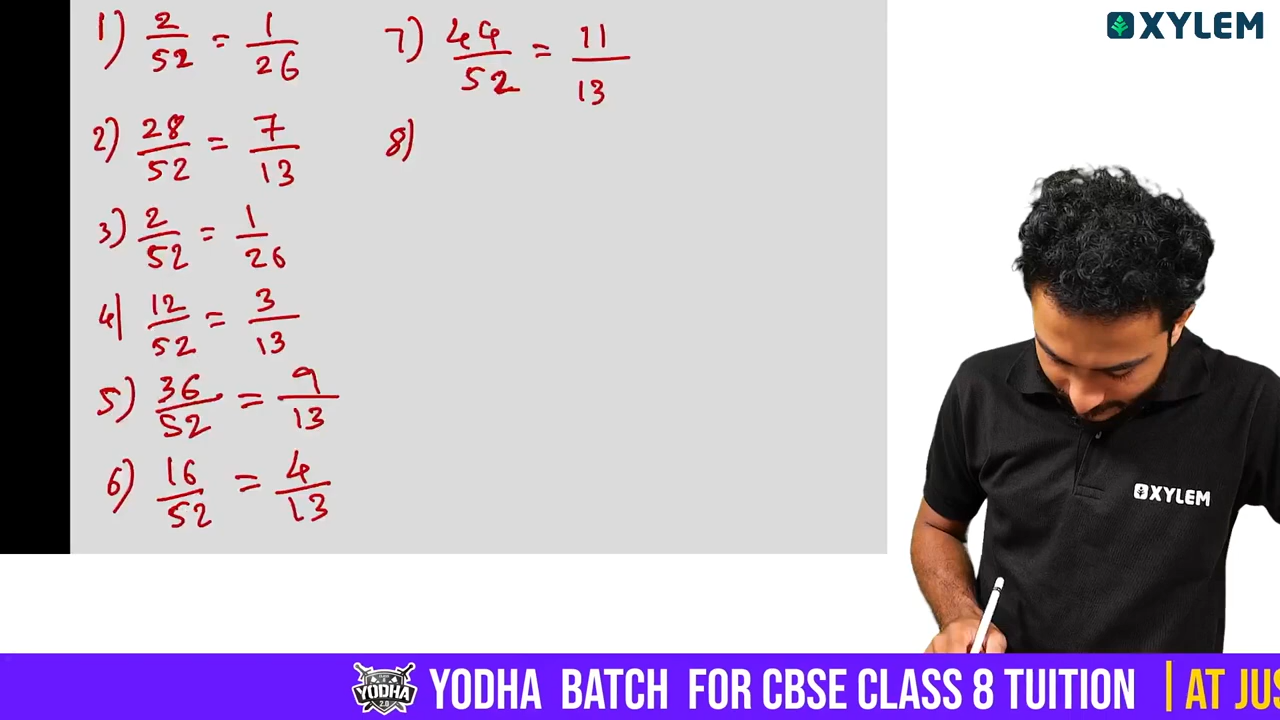 1) 2/52 = 1/26
2) 28/52 = 7/13
3) 2/52 = 1/26
4) 12/52 = 3/13
5) 36/52 = 9/13
6) 16/52 = 4/13
7) 44/52 = 11/13
8)
XYLEM
XYLEM
YODHA 2.0
YODHA BATCH FOR CBSE CLASS 8 TUITION | AT JUS